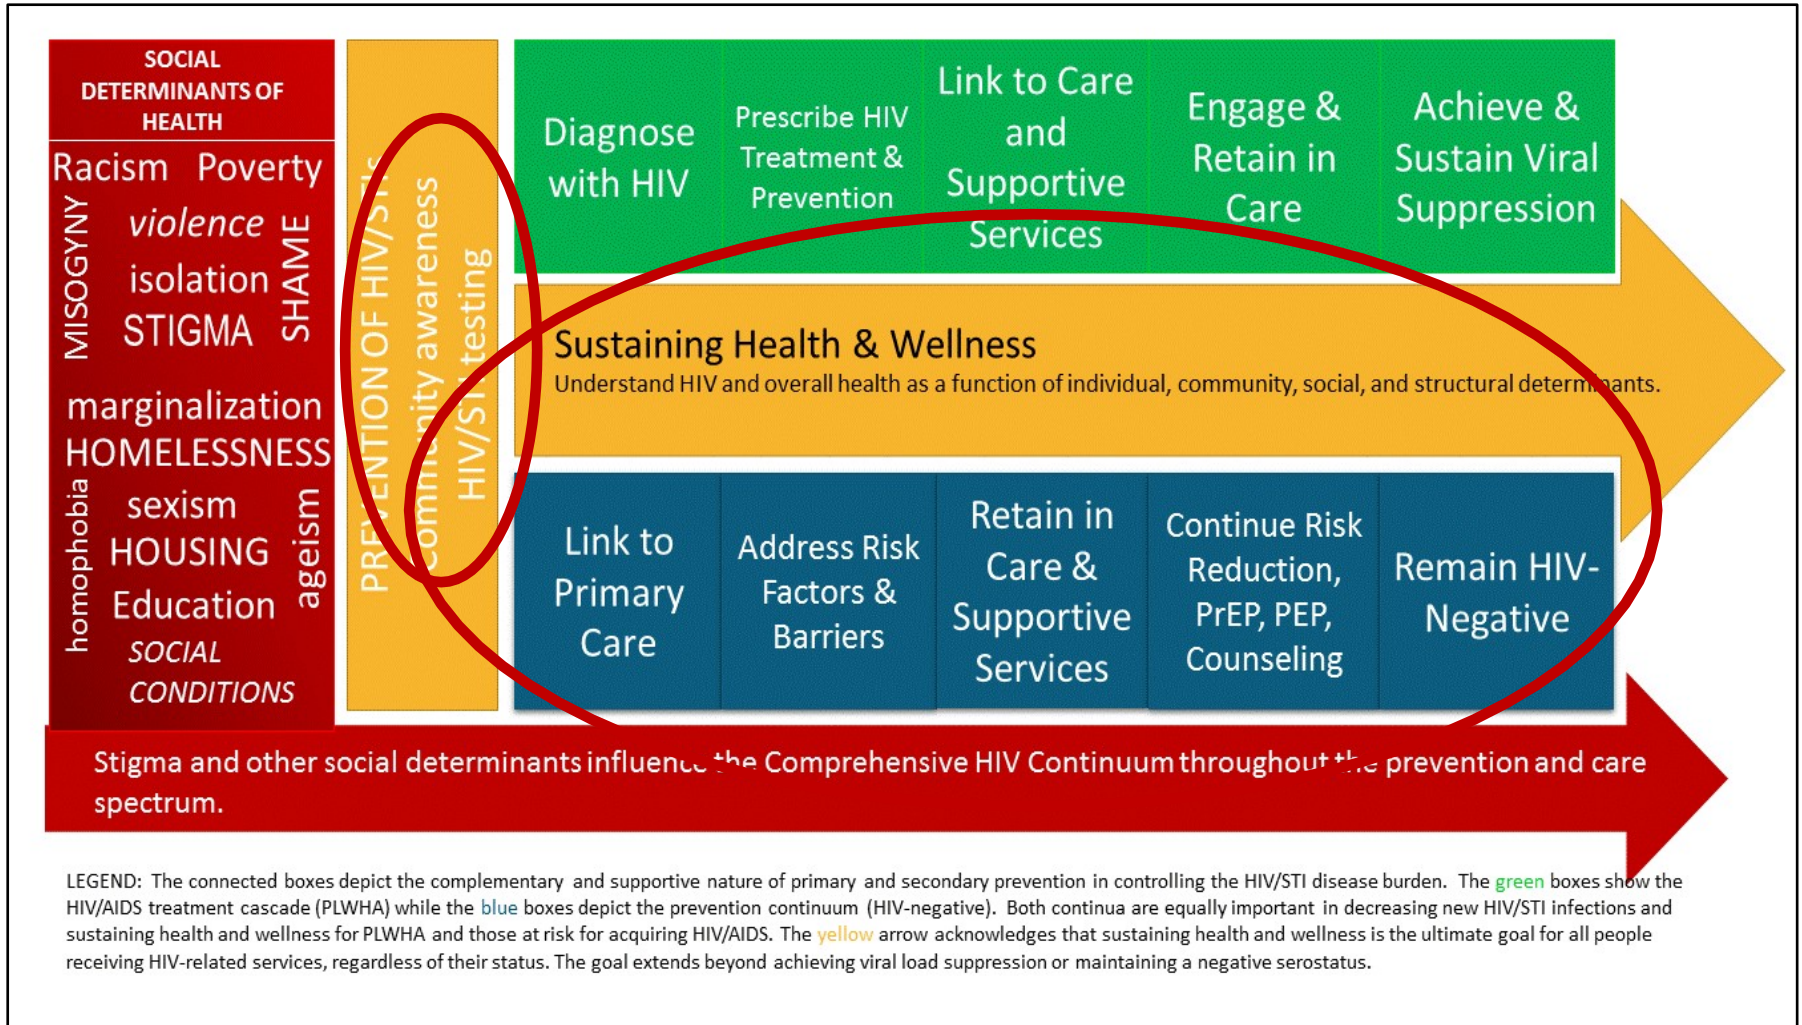 SOCIAL
DETERMINANTS OF
HEALTH
Racism Poverty
MISOGYNY
violence
SHAME
isolation
STIGMA
marginalization
HOMELESSNESS
homophobia
sexism
ageism
HOUSING
Education
SOCIAL
CONDITIONS
PREVENTION OF HIV/STIs
Community awareness
HIV/STI testing
Diagnose
with HIV
Prescribe HIV
Treatment &
Prevention
Link to Care
and
Supportive
Services
Engage &
Retain in
Care
Achieve &
Sustain Viral
Suppression
Sustaining Health & Wellness
Understand HIV and overall health as a function of individual, community, social, and structural determinants.
Link to
Primary
Care
Address Risk
Factors &
Barriers
Retain in
Care &
Supportive
Services
Continue Risk
Reduction,
PrEP, PEP,
Counseling
Remain HIV-
Negative
Stigma and other social determinants influence the Comprehensive HIV Continuum throughout the prevention and care
spectrum.
LEGEND: The connected boxes depict the complementary and supportive nature of primary and secondary prevention in controlling the HIV/STI disease burden. The green boxes show the
HIV/AIDS treatment cascade (PLWHA) while the blue boxes depict the prevention continuum (HIV-negative). Both continua are equally important in decreasing new HIV/STI infections and
sustaining health and wellness for PLWHA and those at risk for acquiring HIV/AIDS. The yellow arrow acknowledges that sustaining health and wellness is the ultimate goal for all people
receiving HIV-related services, regardless of their status. The goal extends beyond achieving viral load suppression or maintaining a negative serostatus.